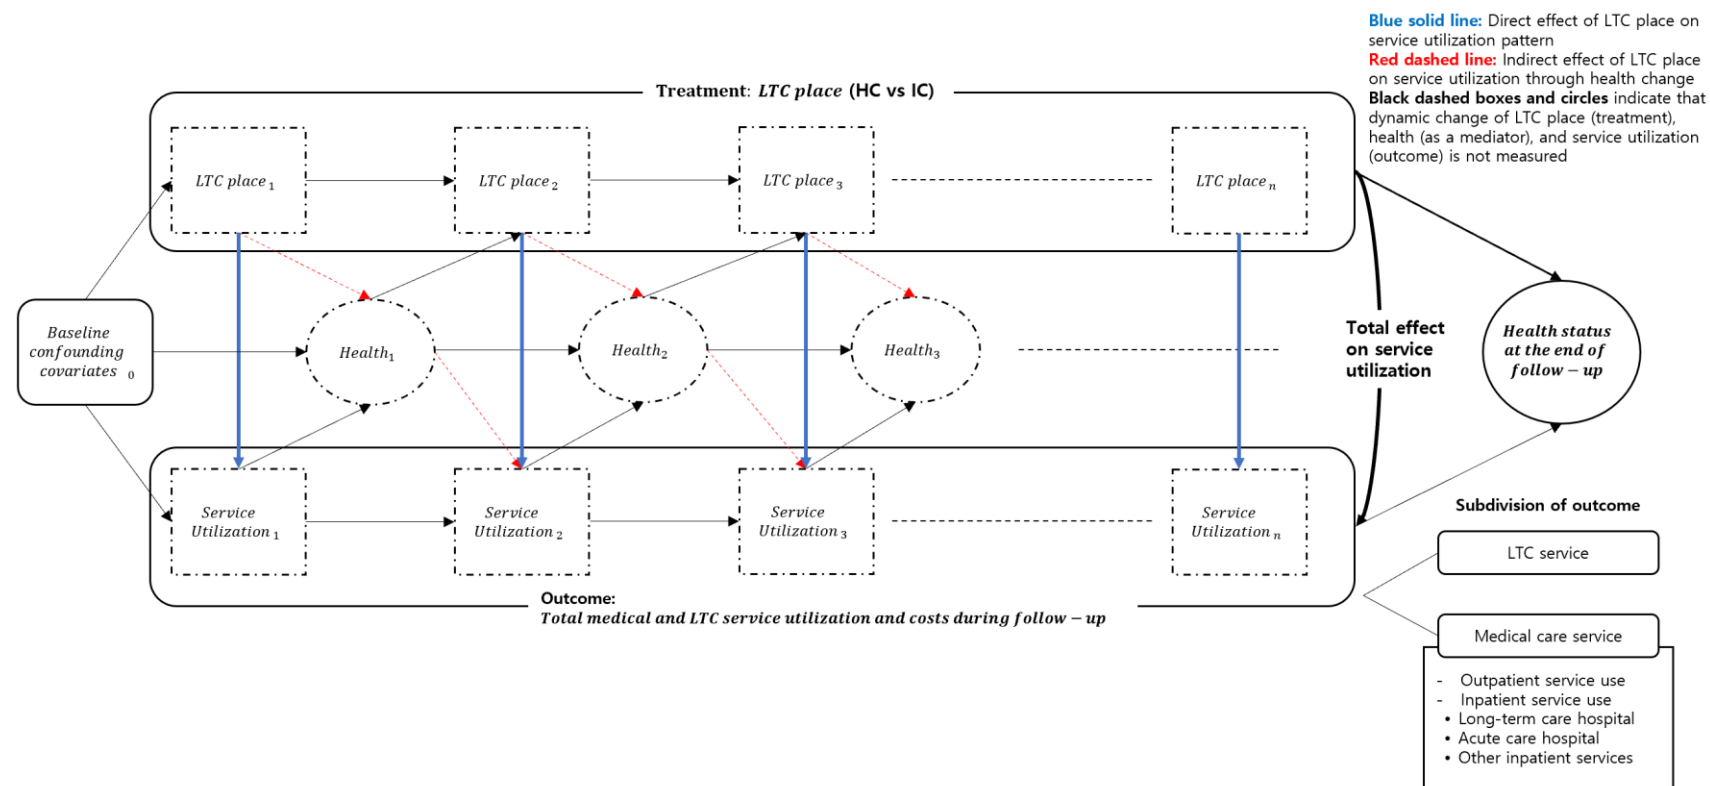 Blue solid line: Direct effect of LTC place on
service utilization pattern
Red dashed line: Indirect effect of LTC place
on service utilization through health change
Black dashed boxes and circles indicate that
dynamic change of LTC place (treatment),
health (as a mediator), and service utilization
(outcome) is not measured
Treatment: LTC place (HC vs IC)
LTC place 1
LTC place 2
LTC place 3
LTC place n
Baseline
confounding
covariates 0
Health1
Health2
Health3
Total effect
on service
utilization
Health status
at the end of
follow − up
Service
Utilization 1
Service
Utilization 2
Service
Utilization 3
Service
Utilization n
Outcome:
Total medical and LTC service utilization and costs during follow − up
Subdivision of outcome
LTC service
Medical care service
- Outpatient service use
- Inpatient service use
• Long-term care hospital
• Acute care hospital
• Other inpatient services